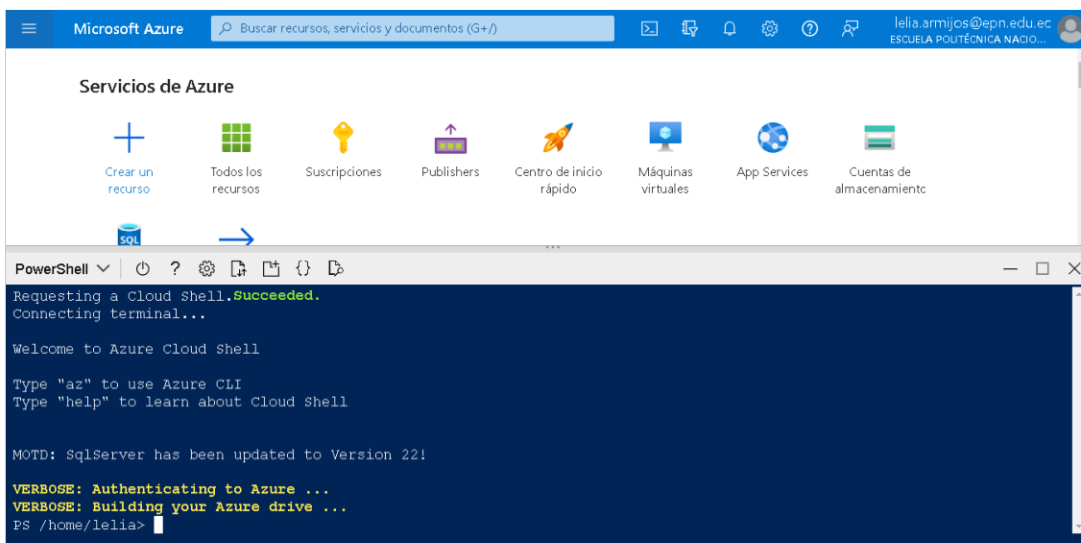 Microsoft Azure
Buscar recursos, servicios y documentos (G+/)
lelia.armijos@epn.edu.ec
ESCUELA POLITÉCNICA NACIO...
Servicios de Azure
Crear un recurso
Todos los recursos
Suscripciones
Publishers
Centro de inicio rápido
Máquinas virtuales
App Services
Cuentas de almacenamiento
SQL
PowerShell
Requesting a Cloud Shell.Succeeded.
Connecting terminal...
Welcome to Azure Cloud Shell
Type "az" to use Azure CLI
Type "help" to learn about Cloud Shell
MOTD: SqlServer has been updated to Version 22!
VERBOSE: Authenticating to Azure ...
VERBOSE: Building your Azure drive ...
PS /home/lelia>